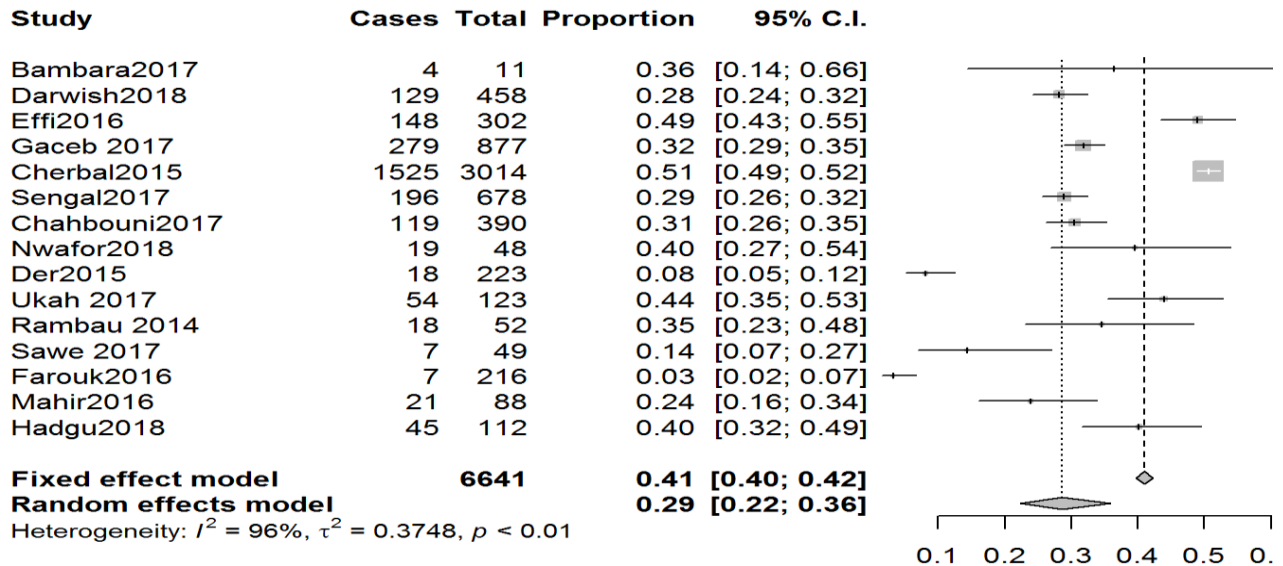 Study Cases Total Proportion 95% C.I.
Bambara2017 4 11 0.36 [0.14; 0.66]
Darwish2018 129 458 0.28 [0.24; 0.32]
Effi2016 148 302 0.49 [0.43; 0.55]
Gaceb 2017 279 877 0.32 [0.29; 0.35]
Cherbal2015 1525 3014 0.51 [0.49; 0.52]
Sengal2017 196 678 0.29 [0.26; 0.32]
Chahbouni2017 119 390 0.31 [0.26; 0.35]
Nwafor2018 19 48 0.40 [0.27; 0.54]
Der2015 18 223 0.08 [0.05; 0.12]
Ukah 2017 54 123 0.44 [0.35; 0.53]
Rambau 2014 18 52 0.35 [0.23; 0.48]
Sawe 2017 7 49 0.14 [0.07; 0.27]
Farouk2016 7 216 0.03 [0.02; 0.07]
Mahir2016 21 88 0.24 [0.16; 0.34]
Hadgu2018 45 112 0.40 [0.32; 0.49]
Fixed effect model 6641 0.41 [0.40; 0.42]
Random effects model 0.29 [0.22; 0.36]
Heterogeneity: I² = 96%, τ² = 0.3748, p < 0.01
0.1 0.2 0.3 0.4 0.5 0.